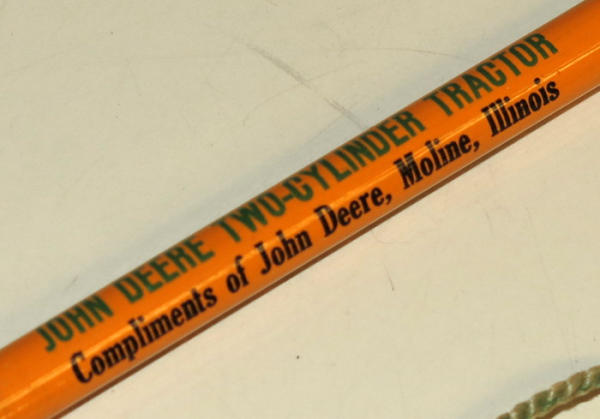 JOHN DEERE TWO-CYLINDER TRACTOR
Compliments of John Deere, Moline, Illinois